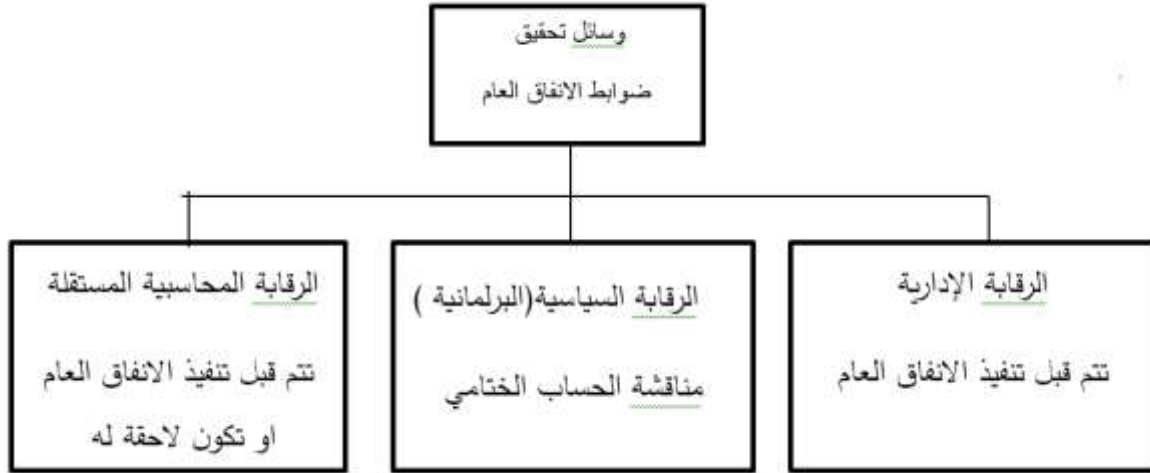 وسائل تحقيق
ضوابط الانفاق العام
الرقابة الإدارية
تتم قبل تنفيذ الانفاق العام
الرقابة السياسية(البرلمانية )
مناقشة الحساب الختامي
الرقابة المحاسبية المستقلة
تتم قبل تنفيذ الانفاق العام
او تكون لاحقة له